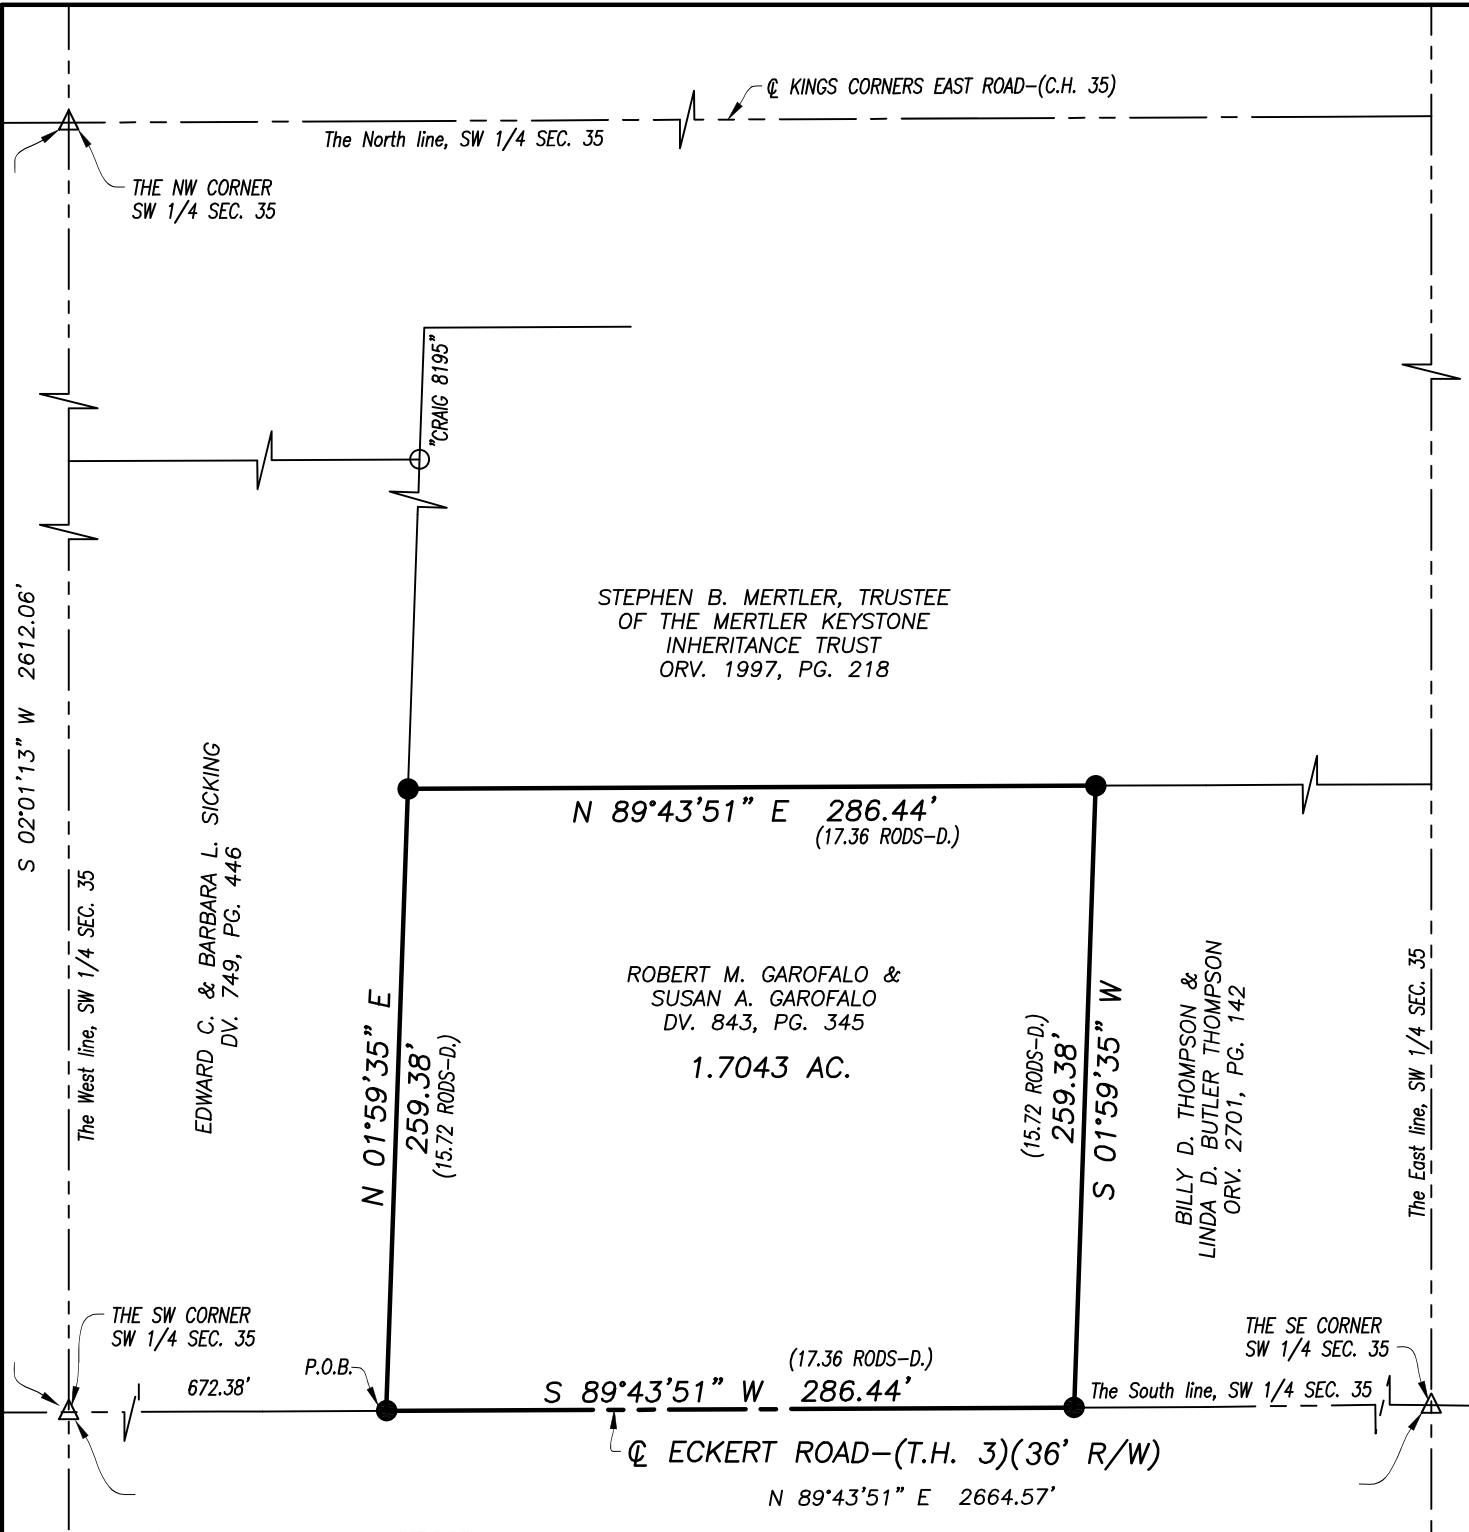 ℄ KINGS CORNERS EAST ROAD-(C.H. 35)
The North line, SW 1/4 SEC. 35
THE NW CORNER
SW 1/4 SEC. 35
"CRAIG 8195"
S 02°01'13" W 2612.06'
The West line, SW 1/4 SEC. 35
EDWARD C. & BARBARA L. SICKING
DV. 749, PG. 446
STEPHEN B. MERTLER, TRUSTEE
OF THE MERTLER KEYSTONE
INHERITANCE TRUST
ORV. 1997, PG. 218
N 89°43'51" E 286.44'
(17.36 RODS-D.)
N 01°59'35" E
259.38'
(15.72 RODS-D.)
ROBERT M. GAROFALO &
SUSAN A. GAROFALO
DV. 843, PG. 345
1.7043 AC.
(15.72 RODS-D.)
259.38'
S 01°59'35" W
BILLY D. THOMPSON &
LINDA D. BUTLER THOMPSON
ORV. 2701, PG. 142
The East line, SW 1/4 SEC. 35
THE SW CORNER
SW 1/4 SEC. 35
672.38'
P.O.B.
(17.36 RODS-D.)
S 89°43'51" W 286.44'
THE SE CORNER
SW 1/4 SEC. 35
The South line, SW 1/4 SEC. 35
℄ ECKERT ROAD-(T.H. 3)(36' R/W)
N 89°43'51" E 2664.57'